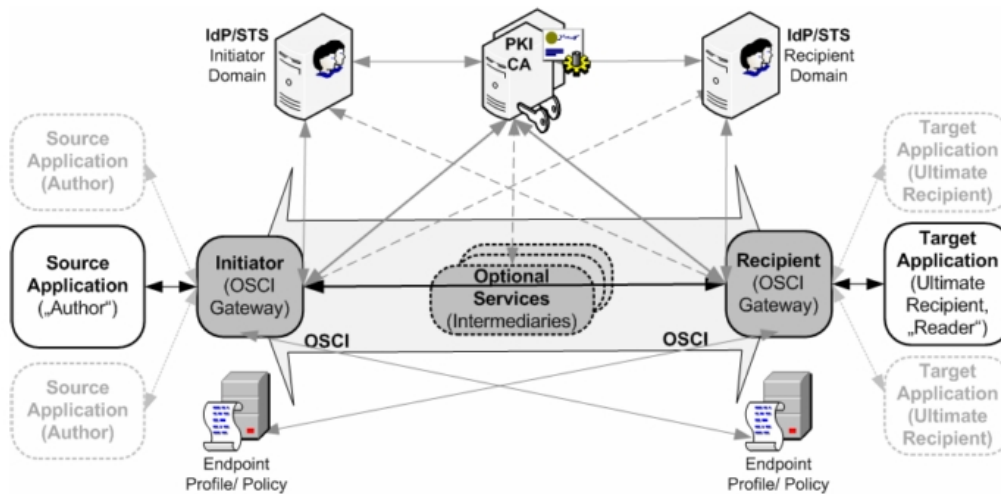 IdP/STS
Initiator
Domain
PKI
CA
IdP/STS
Recipient
Domain
Source
Application
(Author)
Target
Application
(Ultimate
Recipient)
Source
Application
(„Author“)
Initiator
(OSCI
Gateway)
Optional
Services
(Intermediaries)
Recipient
(OSCI
Gateway)
Target
Application
(Ultimate
Recipient,
„Reader“)
OSCI
OSCI
Source
Application
(Author)
Target
Application
(Ultimate
Recipient)
Endpoint
Profile/ Policy
Endpoint
Profile/ Policy